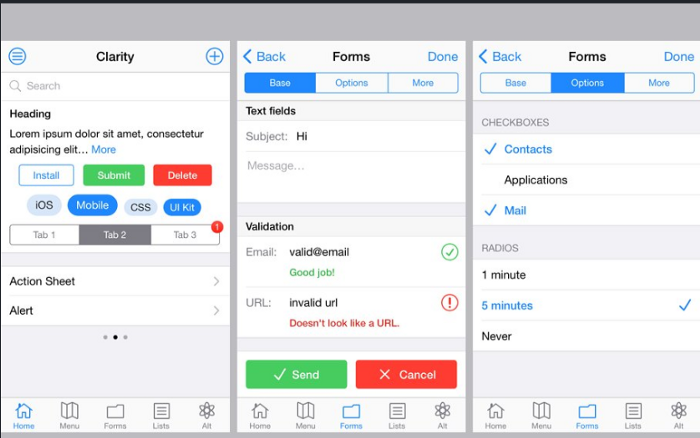 Clarity
Search
Heading
Lorem ipsum dolor sit amet, consectetur
adipisicing elit... More
Install Submit Delete
iOS Mobile CSS UI Kit
Tab 1 Tab 2 Tab 3 1
Action Sheet
Alert
Home Menu Forms Lists Alt
Back Forms Done
Base Options More
Text fields
Subject: Hi
Message...
Validation
Email: valid@email
Good job!
URL: invalid url
Doesn't look like a URL.
Send Cancel
Home Menu Forms Lists Alt
Back Forms Done
Base Options More
CHECKBOXES
Contacts
Applications
Mail
RADIOS
1 minute
5 minutes
Never
Home Menu Forms Lists Alt